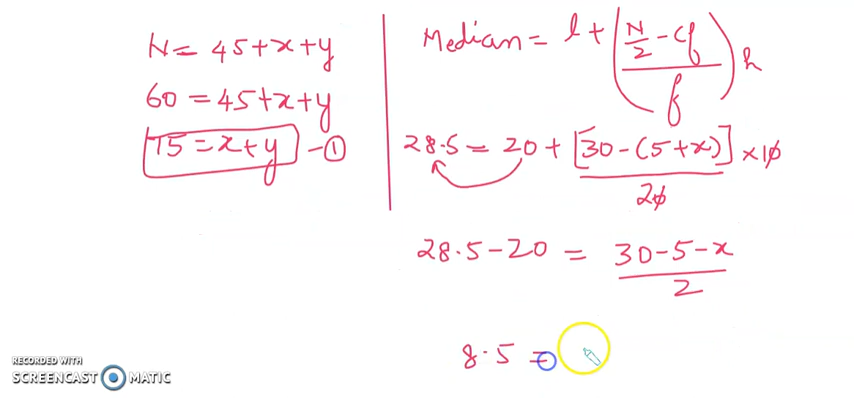 N = 45+x+y
60 = 45+x+y
15 = x+y —①
Median = l + ( (N/2 - cf) / f ) h
28.5 = 20 + [30-(5+x)] / 20 ×10
28.5-20 = (30-5-x) / 2
8.5 =
RECORDED WITH
SCREENCAST MATIC